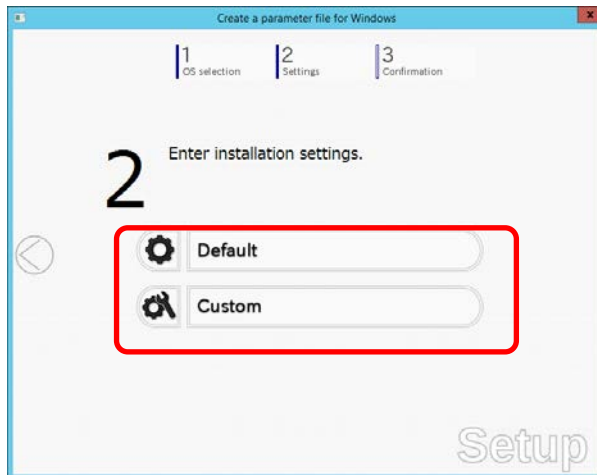 Create a parameter file for Windows
x
1
OS selection
2
Settings
3
Confirmation
2
Enter installation settings.
Default
Custom
Setup